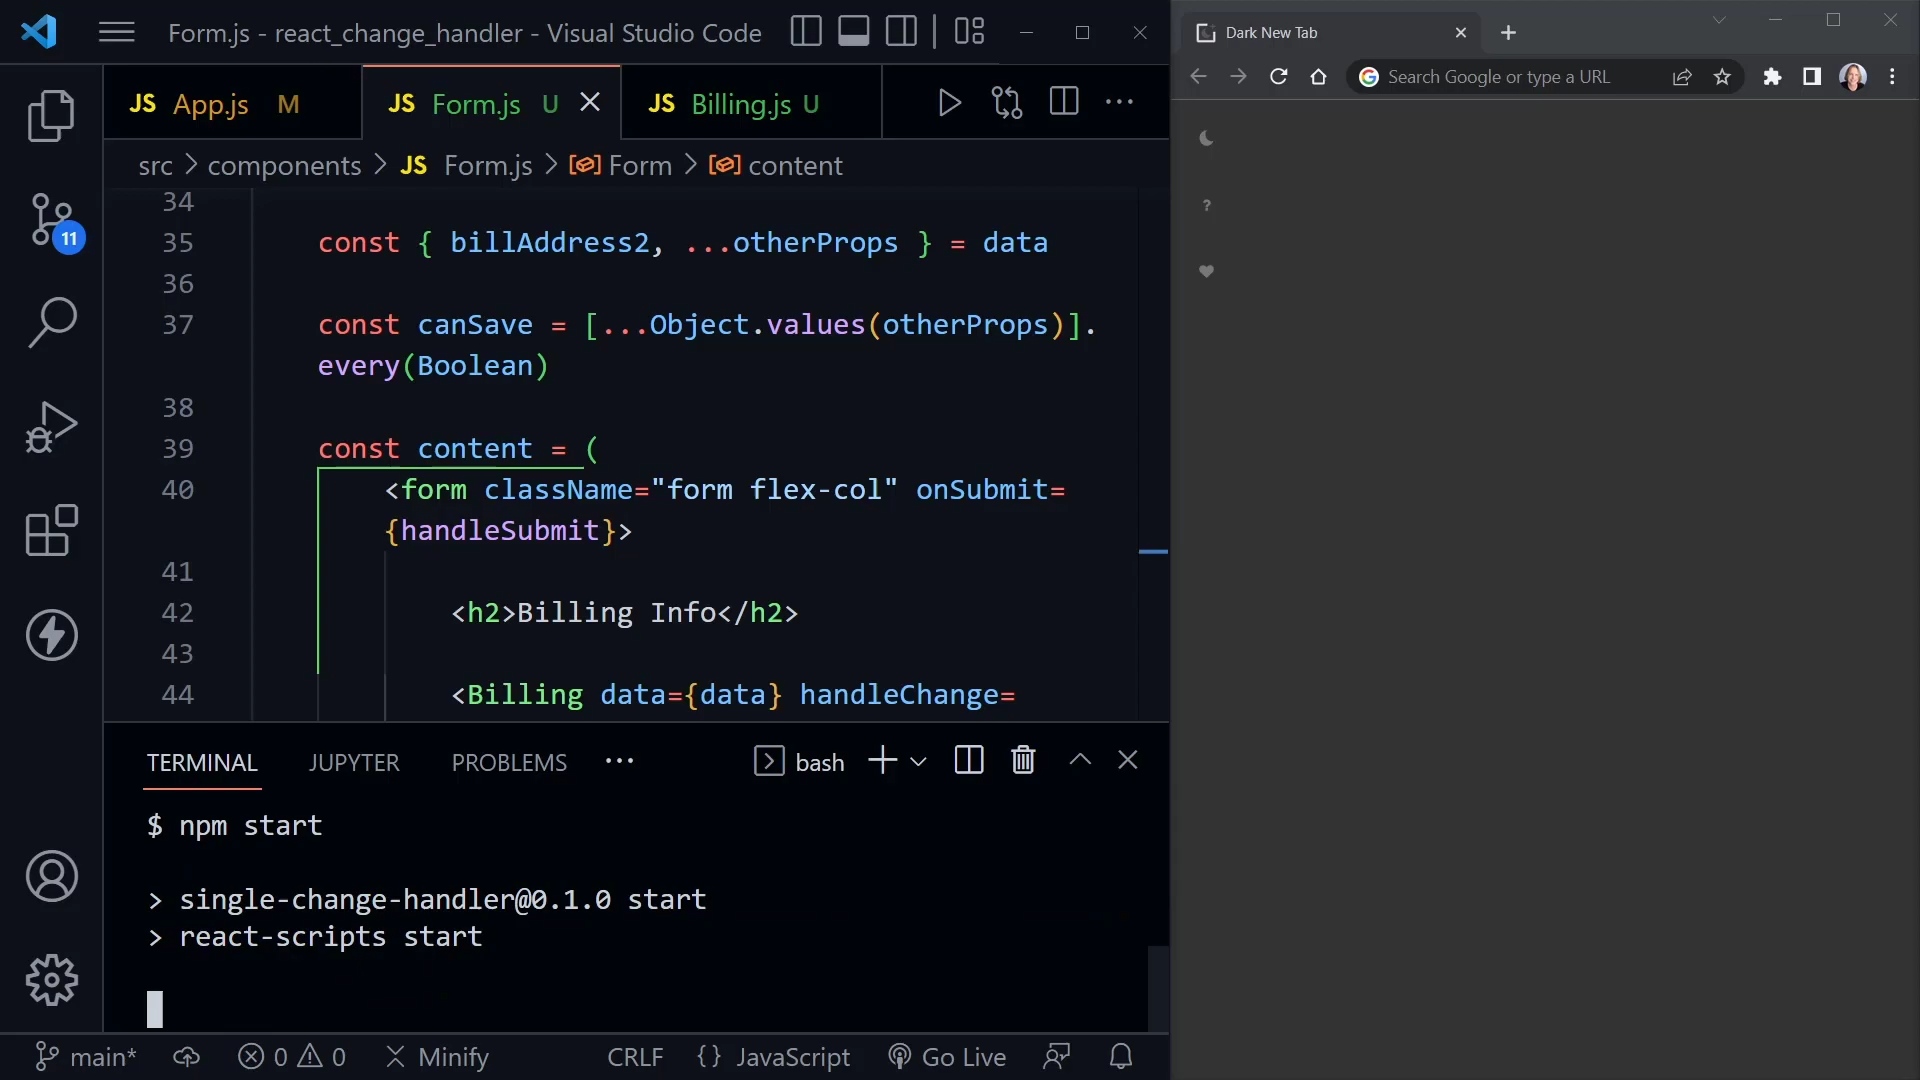 Form.js - react_change_handler - Visual Studio Code
JS App.js M
JS Form.js U
JS Billing.js U
src > components > JS Form.js > Form > content
34
35 const { billAddress2, ...otherProps } = data
36
37 const canSave = [...Object.values(otherProps)].
every(Boolean)
38
39 const content = (
40 <form className="form flex-col" onSubmit=
{handleSubmit}>
41
42 <h2>Billing Info</h2>
43
44 <Billing data={data} handleChange=
11
TERMINAL JUPYTER PROBLEMS ... bash
$ npm start
> single-change-handler@0.1.0 start
> react-scripts start
main* 0 0 Minify CRLF {} JavaScript Go Live
Dark New Tab
Search Google or type a URL
?